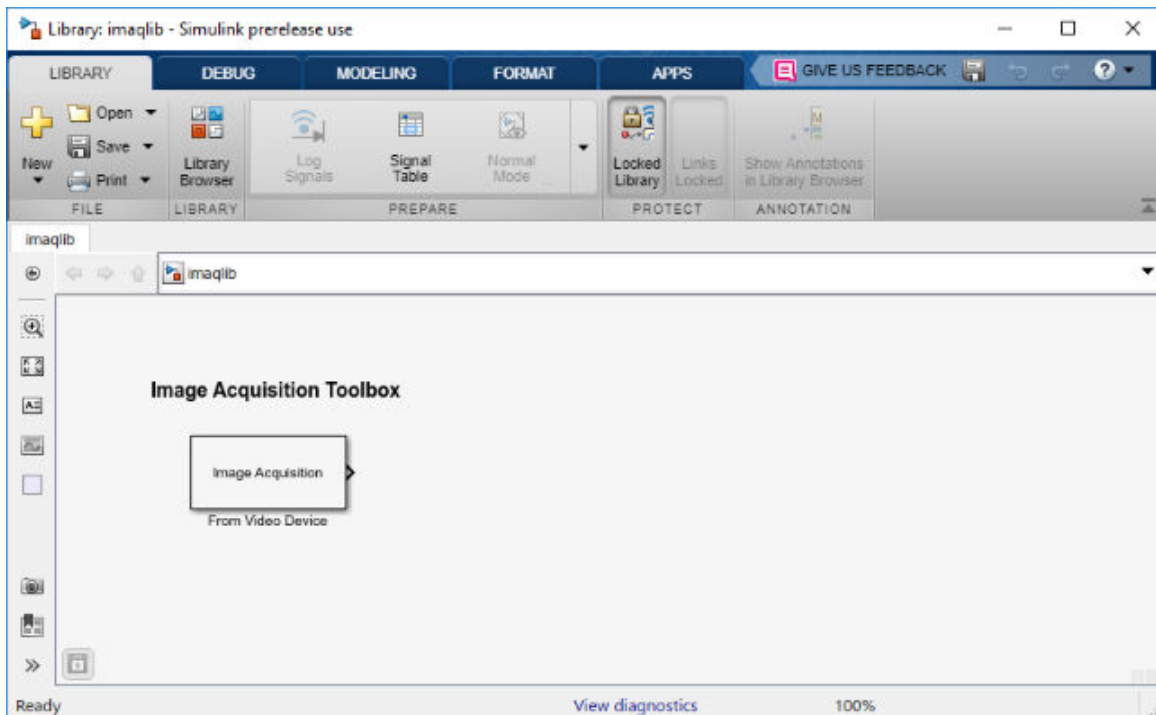 Library: imaqlib - Simulink prerelease use
LIBRARY DEBUG MODELING FORMAT APPS GIVE US FEEDBACK ?
New
Open
Save
Print
FILE
Library
Browser
LIBRARY
Log
Signals
Signal
Table
Normal
Mode
PREPARE
Locked
Library
Links
Locked
PROTECT
Show Annotations
in Library Browser
ANNOTATION
imaqlib
imaqlib
Image Acquisition Toolbox
Image Acquisition
From Video Device
Ready View diagnostics 100%